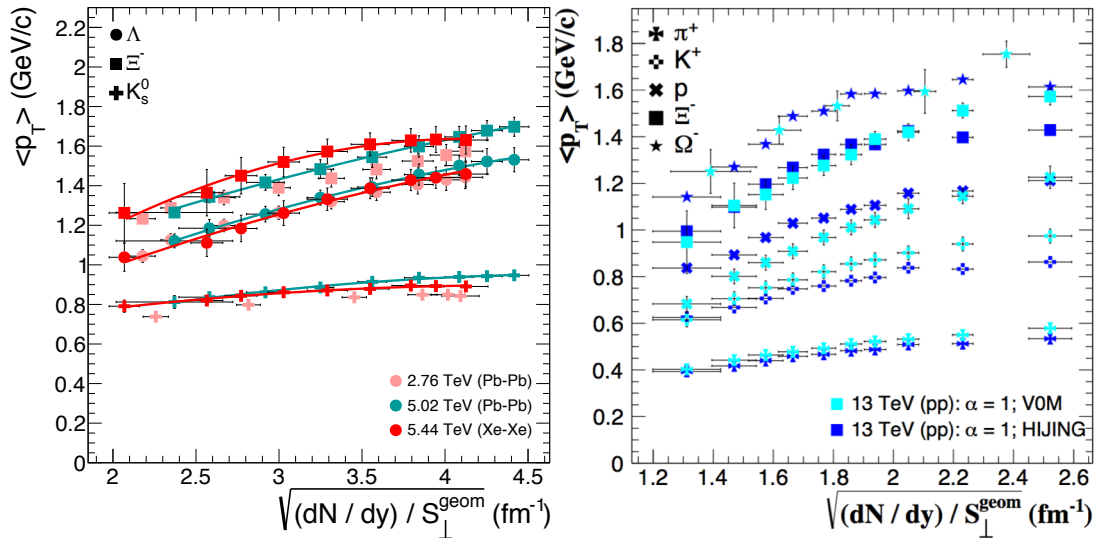 <p_T> (GeV/c)
2.2
2
1.8
1.6
1.4
1.2
1
0.8
0.6
0.4
0.2
0
Λ
Ξ⁻
K⁰ₛ
2.76 TeV (Pb-Pb)
5.02 TeV (Pb-Pb)
5.44 TeV (Xe-Xe)
2 2.5 3 3.5 4 4.5
√(dN / dy) / S_⊥^geom (fm⁻¹)
<p_T> (GeV/c)
1.8
1.6
1.4
1.2
1
0.8
0.6
0.4
0.2
0
π⁺
K⁺
p
Ξ⁻
Ω⁻
13 TeV (pp): α = 1; V0M
13 TeV (pp): α = 1; HIJING
1.2 1.4 1.6 1.8 2 2.2 2.4 2.6
√(dN / dy) / S_⊥^geom (fm⁻¹)